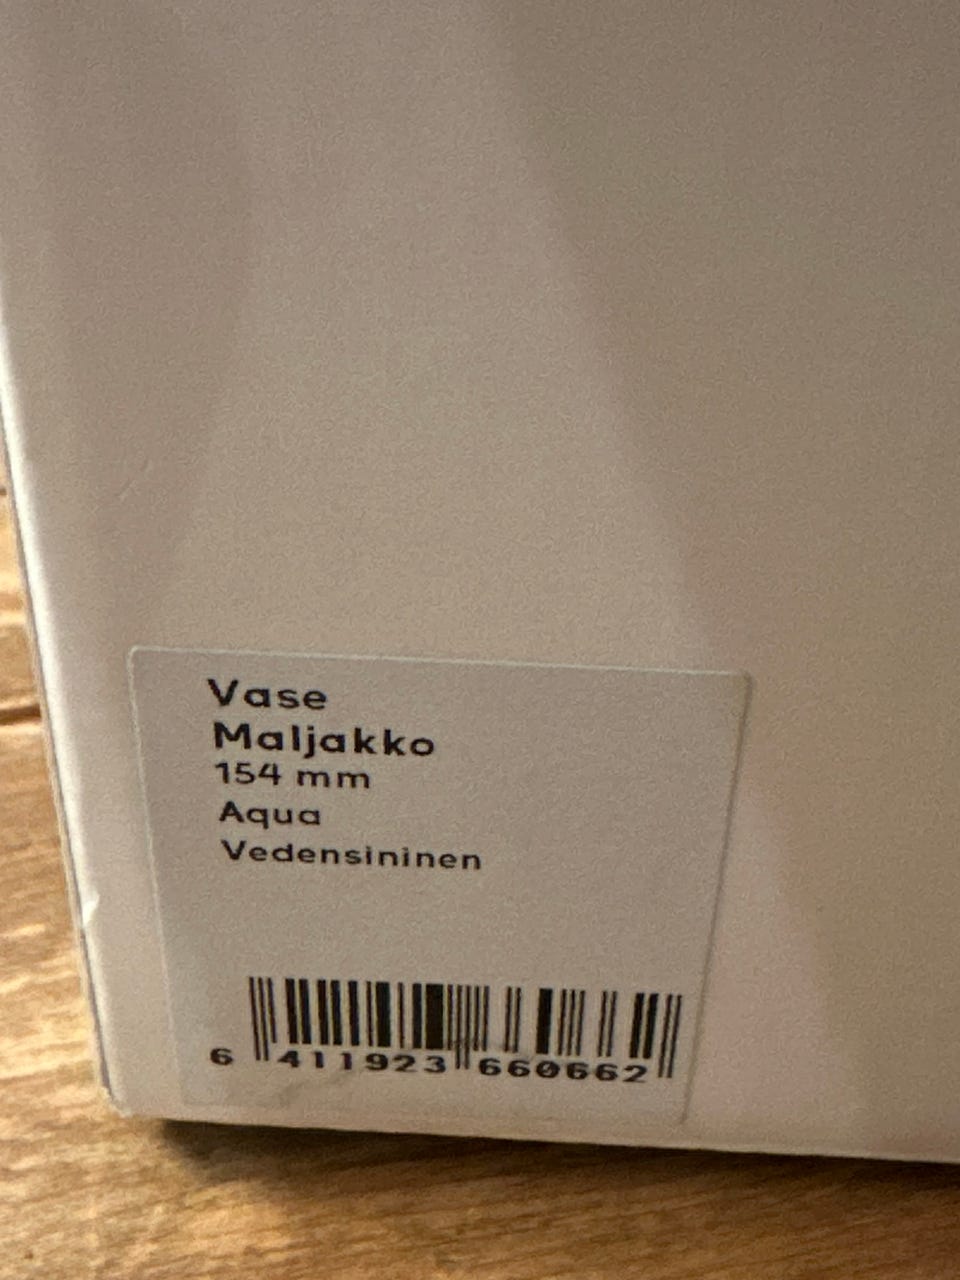 Vase
Maljakko
154 mm
Aqua
Vedensininen
6 411923 660662